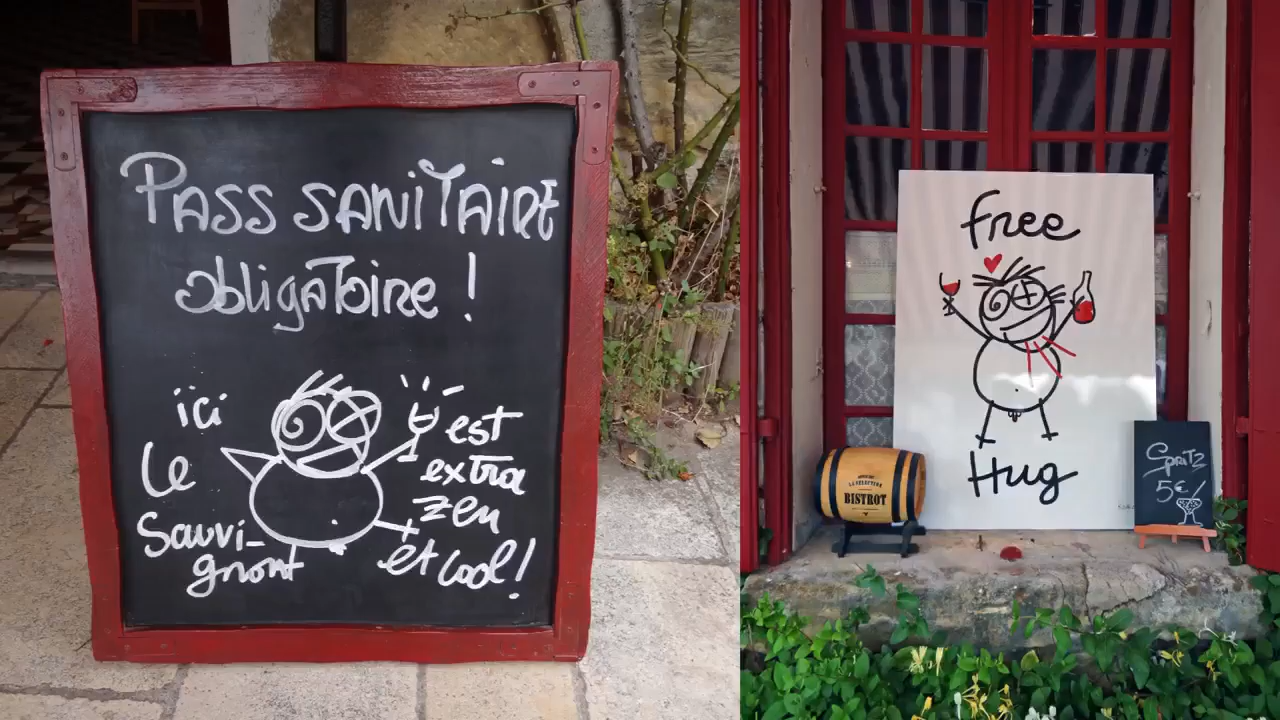 Pass sanitaire
obligatoire !
ici
le
Sauvi-
gnont
est
extra
zen
et cool !
free
Hug
BISTROT
Spritz
5€